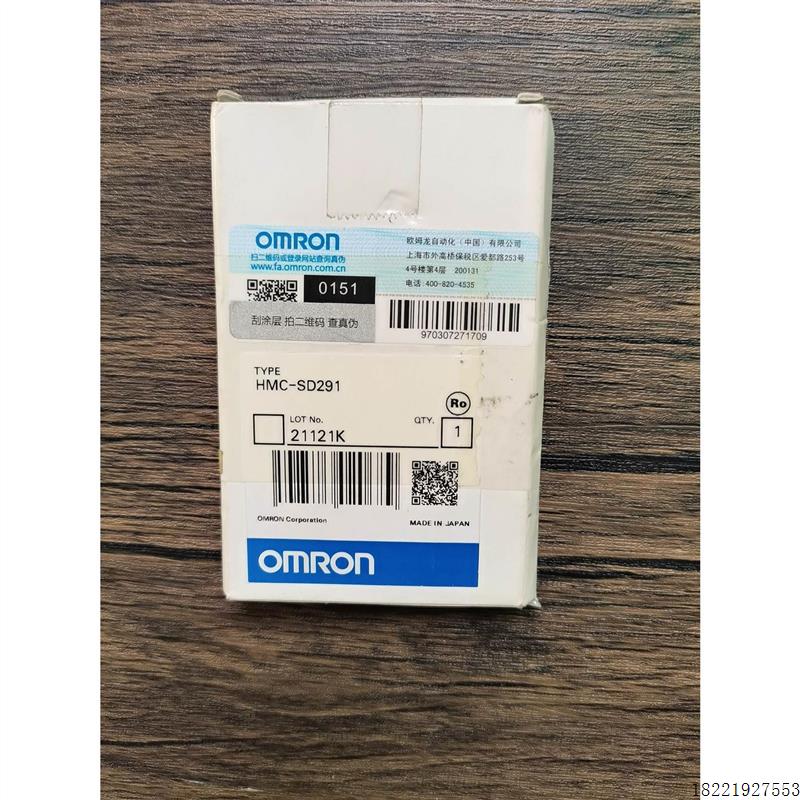 OMRON
扫二维码或登录网站查询真伪
www.fa.omron.com.cn
0151
刮涂层 拍二维码 查真伪
欧姆龙自动化（中国）有限公司
上海市外高桥保税区爱都路253号
4号楼第4层 200131
电话:400-820-4535
970307271709
TYPE
HMC-SD291
Ro
LOT No.
21121K
QTY.
1
OMRON Corporation
MADE IN JAPAN
OMRON
18221927553